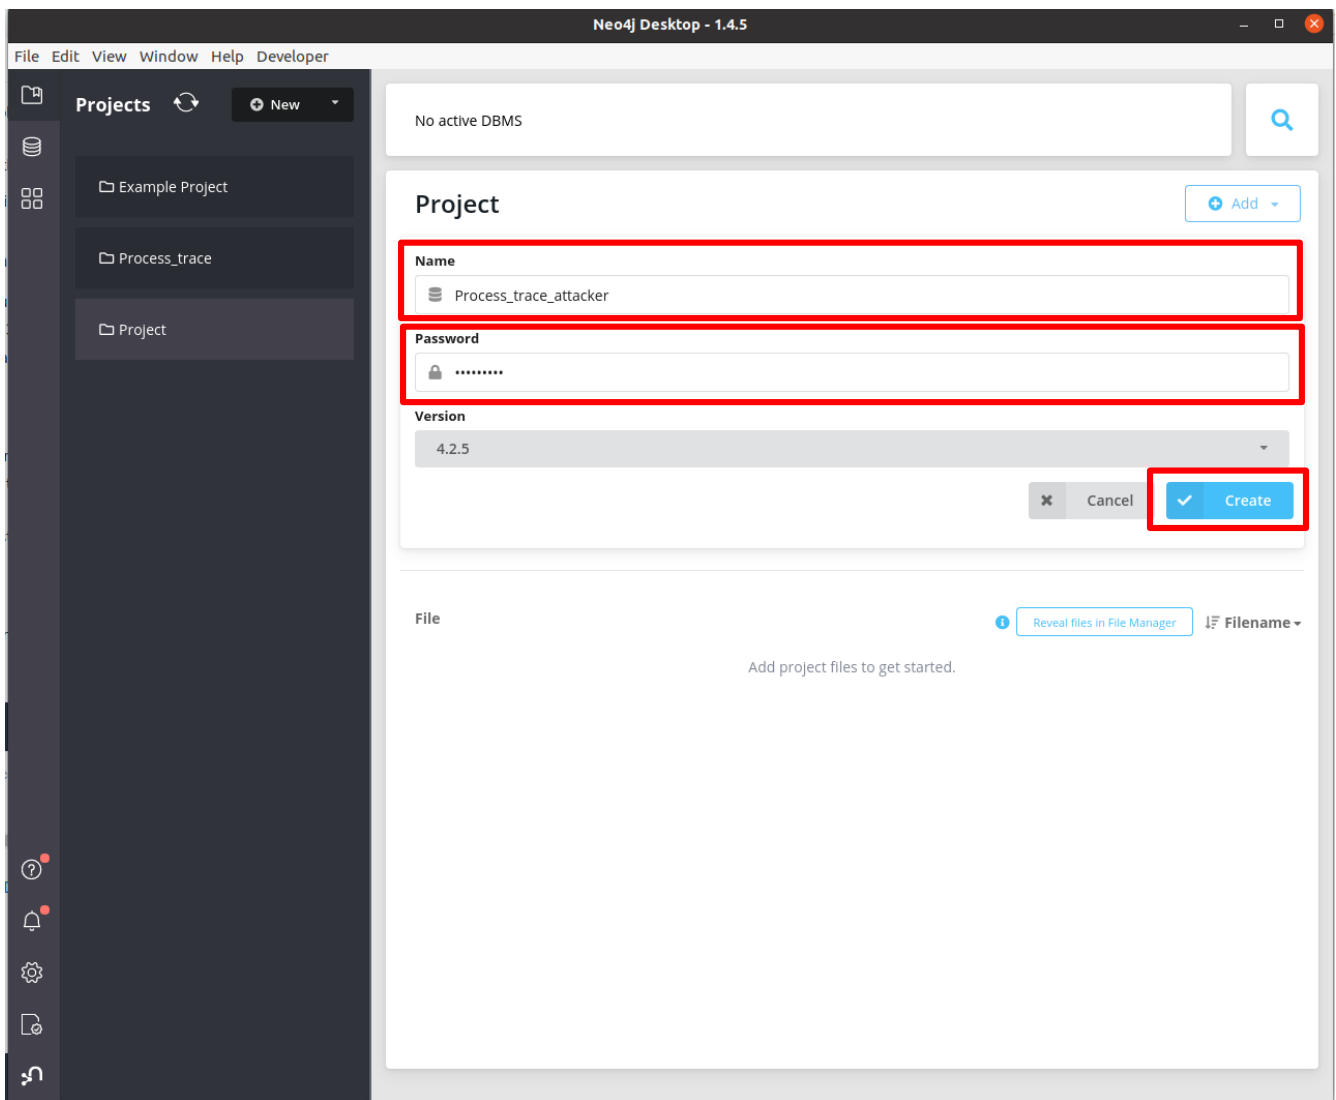 Neo4j Desktop - 1.4.5
File Edit View Window Help Developer
Projects
New
Example Project
Process_trace
Project
No active DBMS
Project
Add
Name
Process_trace_attacker
Password
•••••••••
Version
4.2.5
Cancel
Create
File
Reveal files in File Manager
Filename
Add project files to get started.